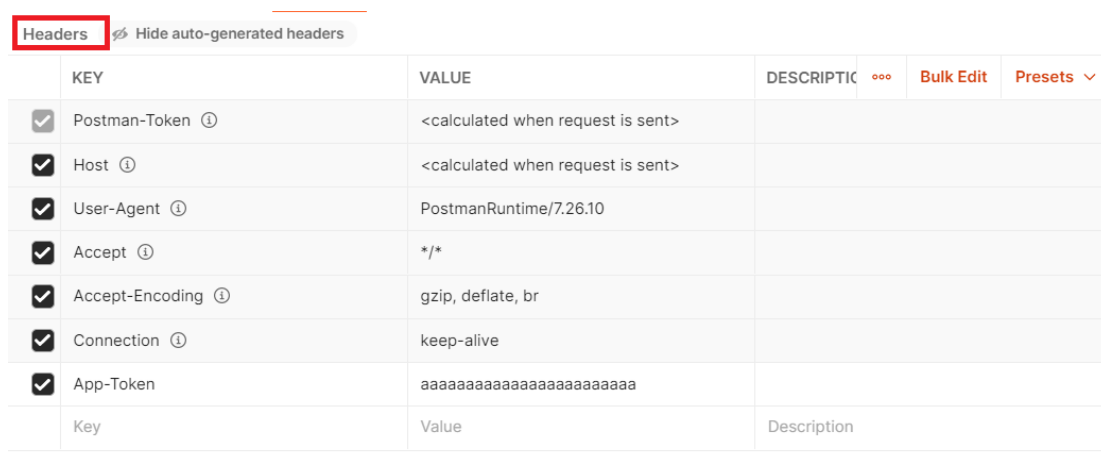 Headers Hide auto-generated headers
KEY VALUE DESCRIPTIC ooo Bulk Edit Presets
Postman-Token <calculated when request is sent>
Host <calculated when request is sent>
User-Agent PostmanRuntime/7.26.10
Accept */*
Accept-Encoding gzip, deflate, br
Connection keep-alive
App-Token aaaaaaaaaaaaaaaaaaaaaaaa
Key Value Description